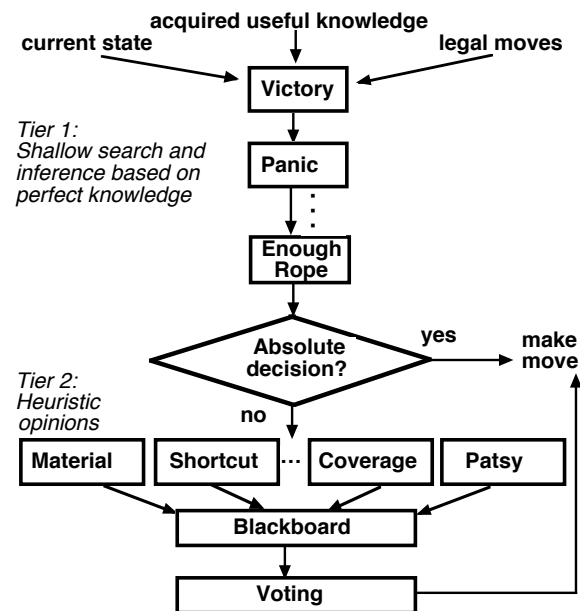 acquired useful knowledge
current state
legal moves
Victory
Tier 1:
Shallow search and
inference based on
perfect knowledge
Panic
Enough
Rope
Absolute
decision?
yes
make
move
Tier 2:
Heuristic
opinions
no
Material
Shortcut
...
Coverage
Patsy
Blackboard
Voting